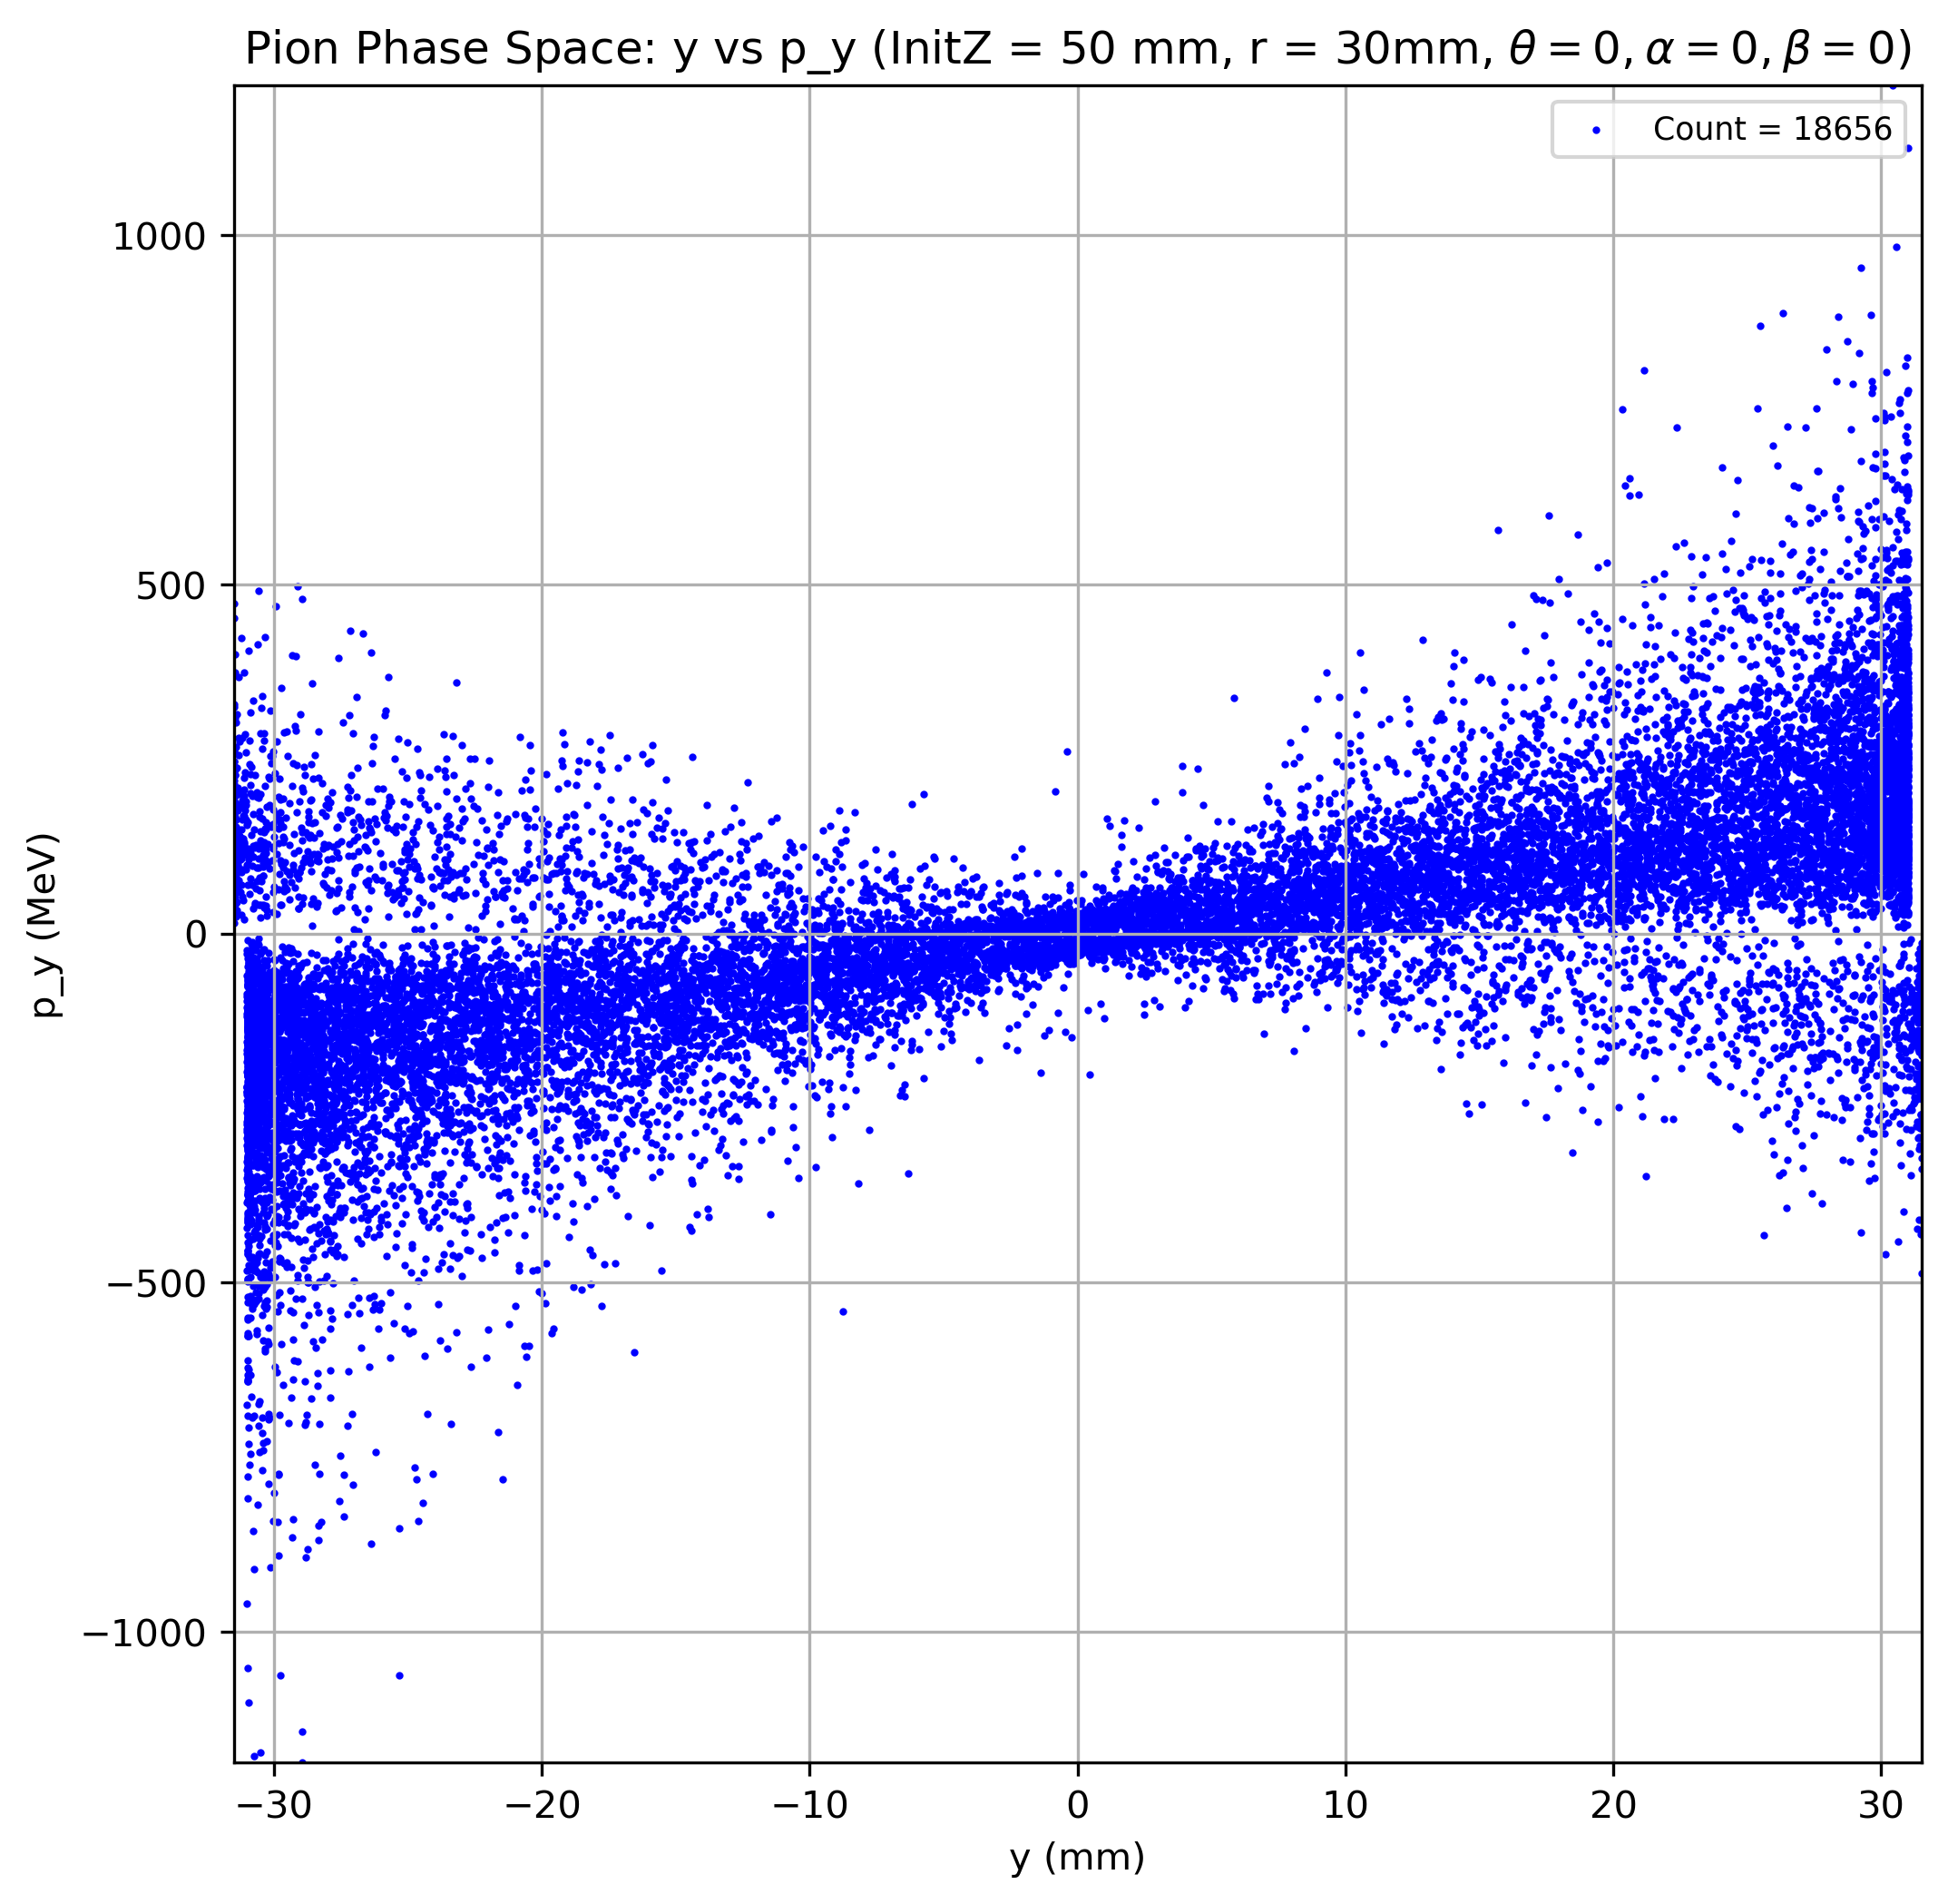 Pion Phase Space: y vs p_y (InitZ = 50 mm, r = 30mm, θ = 0, α = 0, β = 0)
Count = 18656
1000
500
0
−500
−1000
p_y (MeV)
−30 −20 −10 0 10 20 30
y (mm)